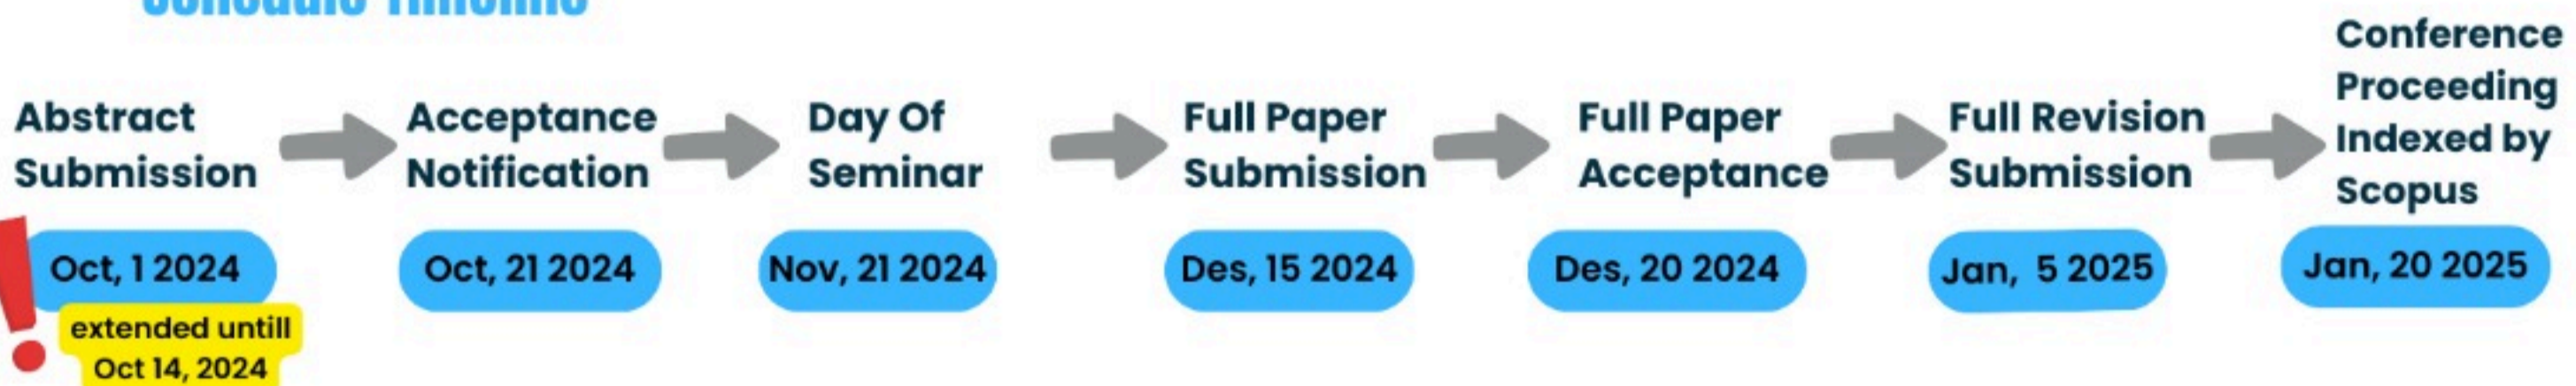 Schedule Timeline
Abstract
Submission
Oct, 1 2024
extended untill
Oct 14, 2024
Acceptance
Notification
Oct, 21 2024
Day Of
Seminar
Nov, 21 2024
Full Paper
Submission
Des, 15 2024
Full Paper
Acceptance
Des, 20 2024
Full Revision
Submission
Jan, 5 2025
Conference
Proceeding
Indexed by
Scopus
Jan, 20 2025